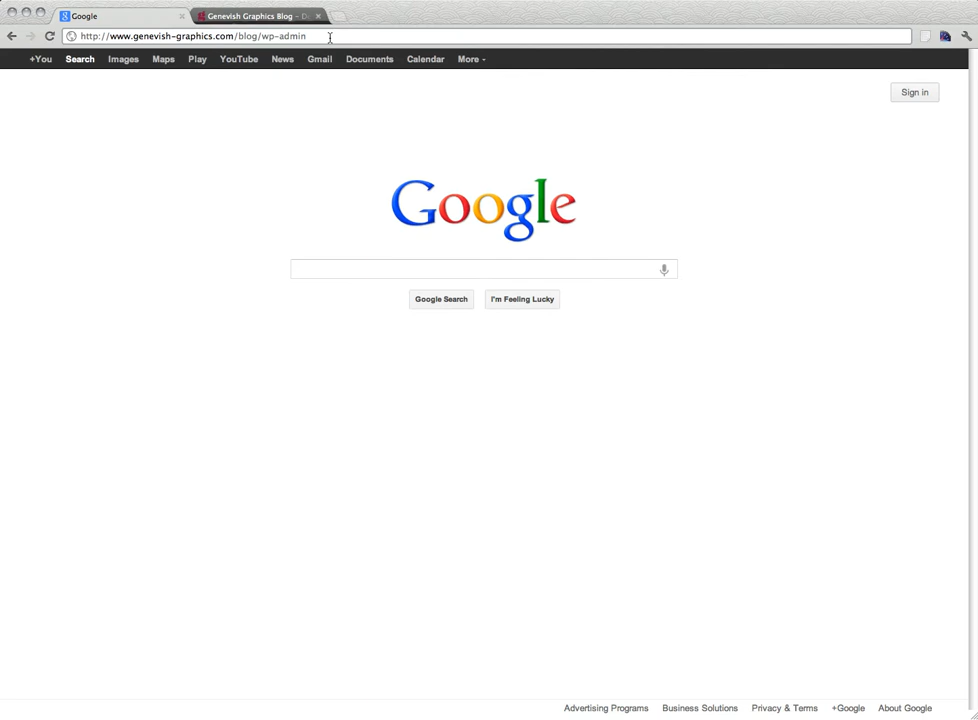 Google
Genevish Graphics Blog – D
http://www.genevish-graphics.com/blog/wp-admin
+You Search Images Maps Play YouTube News Gmail Documents Calendar More
Sign in
Google
Google Search I'm Feeling Lucky
Advertising Programs Business Solutions Privacy & Terms +Google About Google